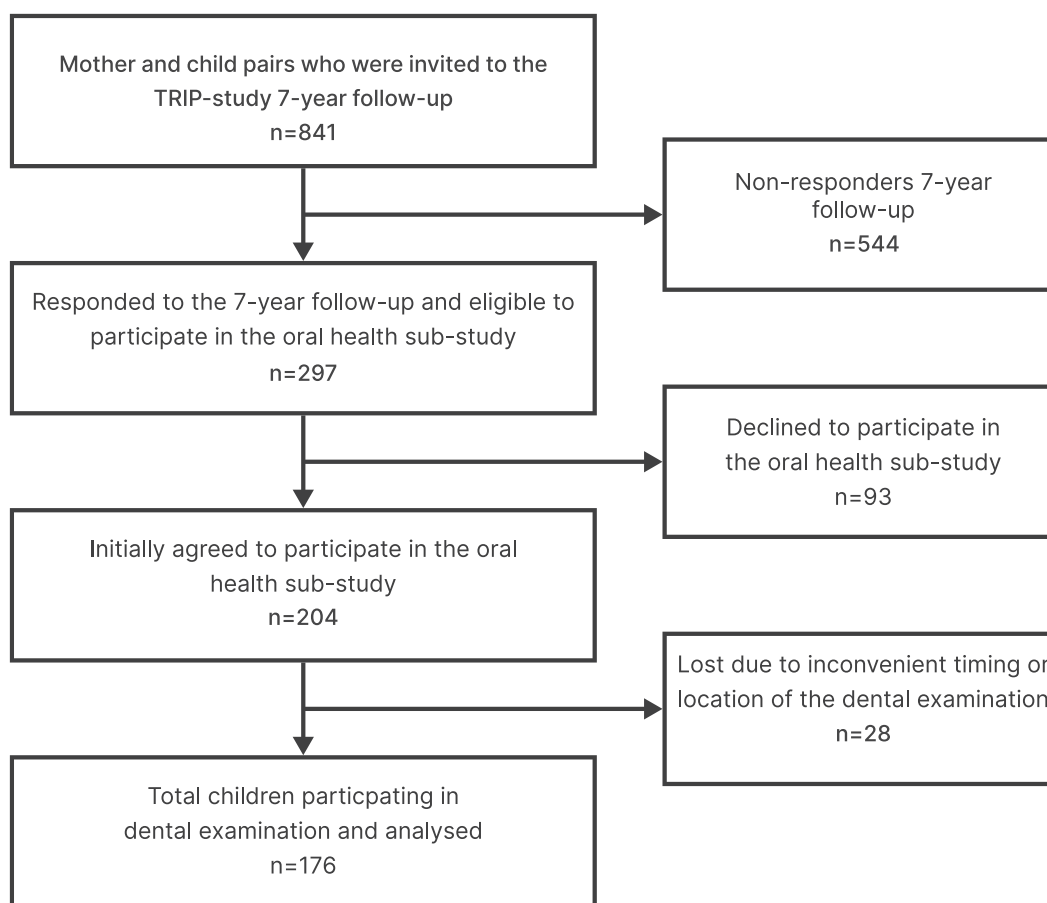 Mother and child pairs who were invited to the
TRIP-study 7-year follow-up
n=841
Non-responders 7-year
follow-up
n=544
Responded to the 7-year follow-up and eligible to
participate in the oral health sub-study
n=297
Declined to participate in
the oral health sub-study
n=93
Initially agreed to participate in the oral
health sub-study
n=204
Lost due to inconvenient timing or
location of the dental examination
n=28
Total children particpating in
dental examination and analysed
n=176